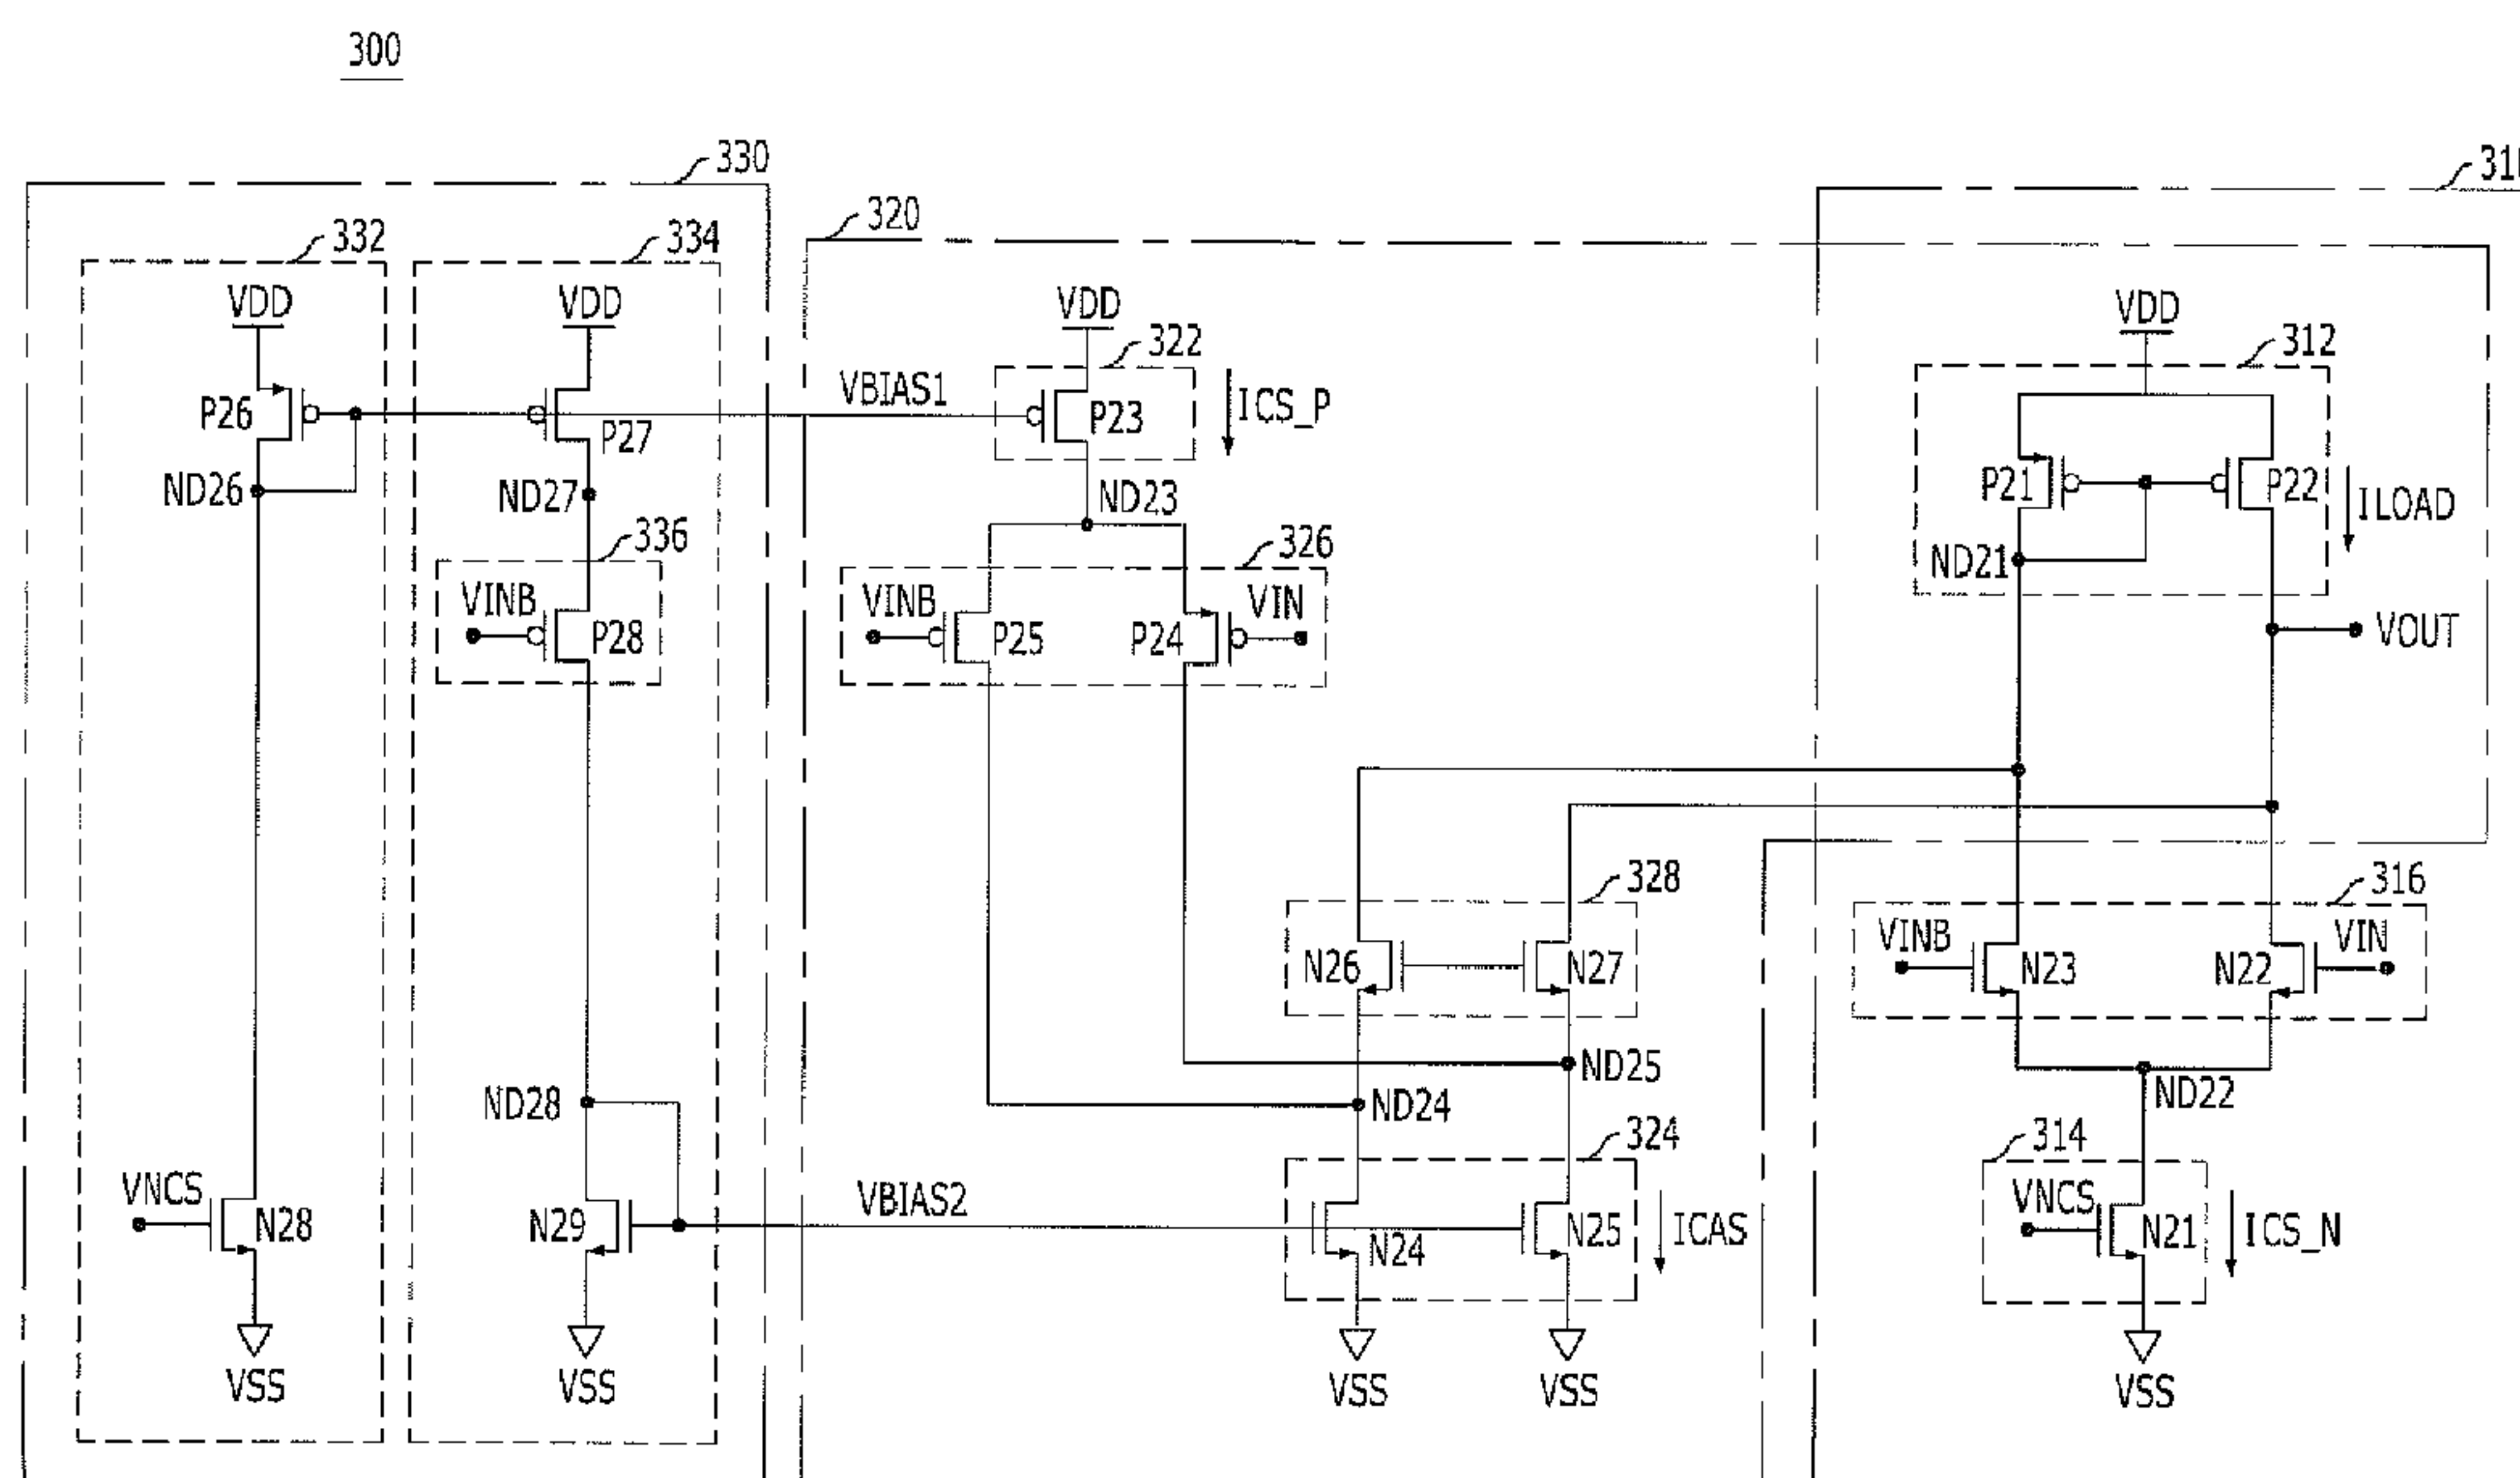 300
330
31
320
332
334
VDD
VDD
VDD
VDD
322
312
P26
P27
VBIAS1
P23
ICS_P
P21
P22
ILOAD
ND26
ND27
ND23
ND21
336
326
VINB
P28
VINB
P25
P24
VIN
VOUT
328
316
N26
N27
VINB
N23
N22
VIN
ND25
ND28
ND24
ND22
324
314
VNCS
N28
N29
VBIAS2
N24
N25
ICAS
VNCS
N21
ICS_N
VSS
VSS
VSS
VSS
VSS